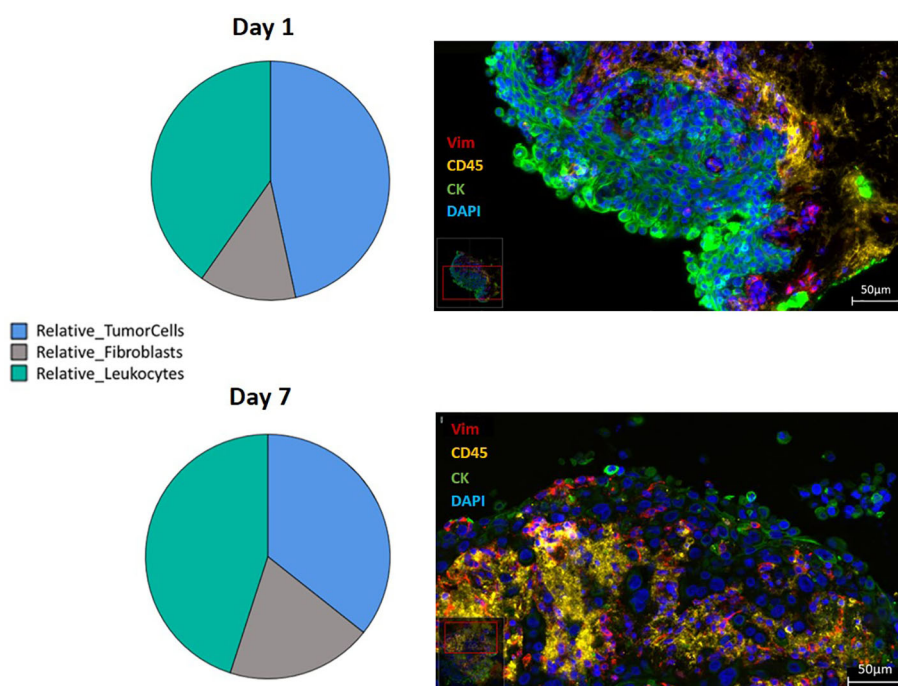 Day 1
Vim
CD45
CK
DAPI
50µm
Relative_TumorCells
Relative_Fibroblasts
Relative_Leukocytes
Day 7
Vim
CD45
CK
DAPI
50µm